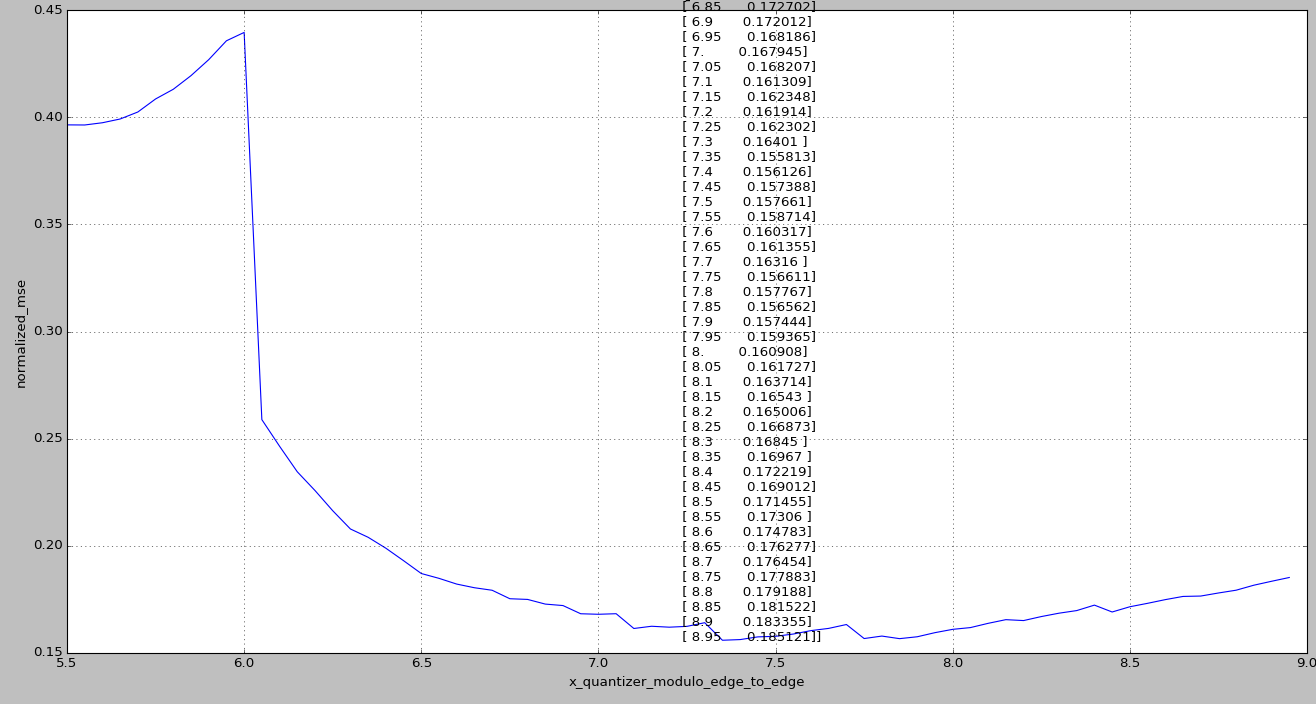 0.45
0.40
0.35
0.30
0.25
0.20
0.15
normalized_mse
[ 6.85 0.172702]
[ 6.9 0.172012]
[ 6.95 0.168186]
[ 7. 0.167945]
[ 7.05 0.168207]
[ 7.1 0.161309]
[ 7.15 0.162348]
[ 7.2 0.161914]
[ 7.25 0.162302]
[ 7.3 0.16401 ]
[ 7.35 0.155813]
[ 7.4 0.156126]
[ 7.45 0.157388]
[ 7.5 0.157661]
[ 7.55 0.158714]
[ 7.6 0.160317]
[ 7.65 0.161355]
[ 7.7 0.16316 ]
[ 7.75 0.156611]
[ 7.8 0.157767]
[ 7.85 0.156562]
[ 7.9 0.157444]
[ 7.95 0.159365]
[ 8. 0.160908]
[ 8.05 0.161727]
[ 8.1 0.163714]
[ 8.15 0.16543 ]
[ 8.2 0.165006]
[ 8.25 0.166873]
[ 8.3 0.16845 ]
[ 8.35 0.16967 ]
[ 8.4 0.172219]
[ 8.45 0.169012]
[ 8.5 0.171455]
[ 8.55 0.17306 ]
[ 8.6 0.174783]
[ 8.65 0.176277]
[ 8.7 0.176454]
[ 8.75 0.177883]
[ 8.8 0.179188]
[ 8.85 0.181522]
[ 8.9 0.183355]
[ 8.95 0.185121]]
5.5 6.0 6.5 7.0 7.5 8.0 8.5 9.0
x_quantizer_modulo_edge_to_edge